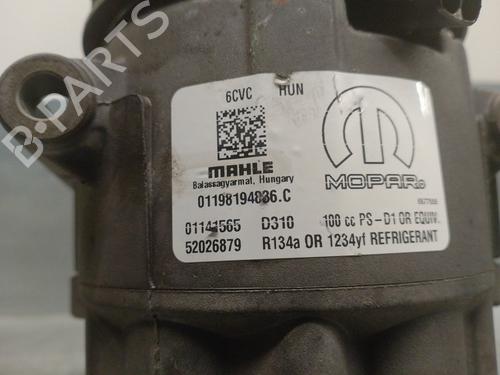 6CVC HUN
MAHLE
Balassagyarmat, Hungary
MOPAR®
01198194836.C
01141565 D310 100 cc PS-D1 OR EQUIV.
52026879 R134a OR 1234yf REFRIGERANT
B-PARTS